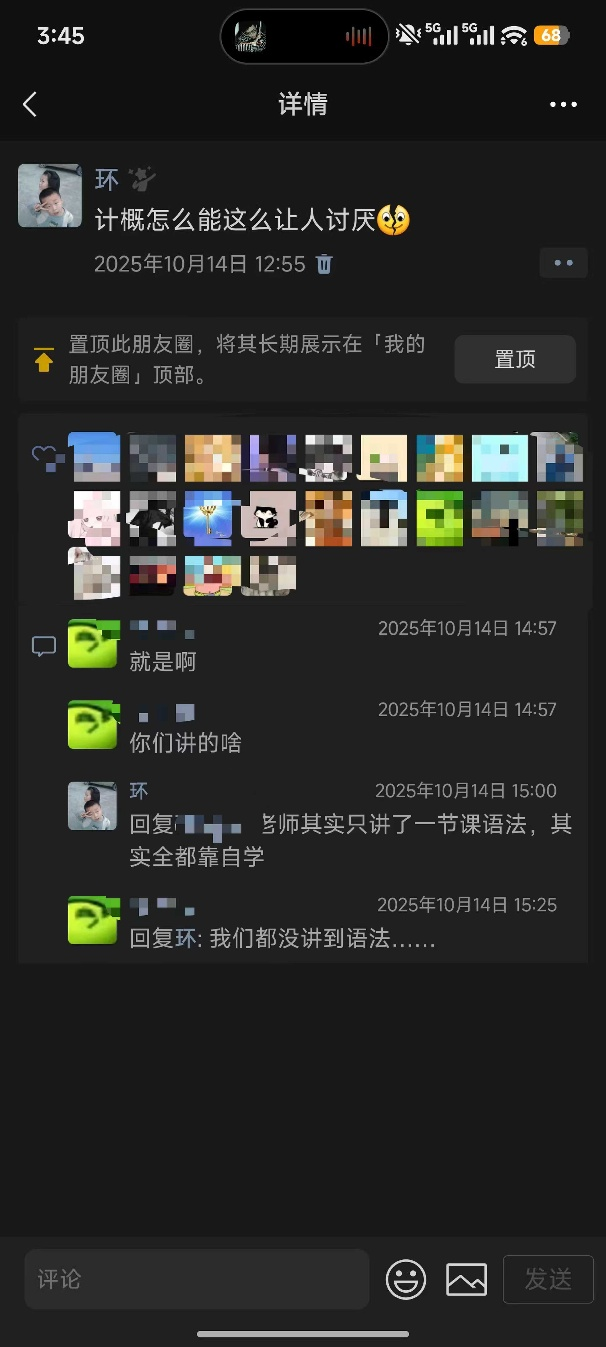 3:45
5G
5G
68
详情
环
计概怎么能这么让人讨厌
2025年10月14日 12:55
置顶此朋友圈，将其长期展示在「我的
朋友圈」顶部。
置顶
2025年10月14日 14:57
就是啊
2025年10月14日 14:57
你们讲的啥
环
2025年10月14日 15:00
回复 老师其实只讲了一节课语法，其
实全都靠自学
2025年10月14日 15:25
回复环: 我们都没讲到语法……
评论
发送